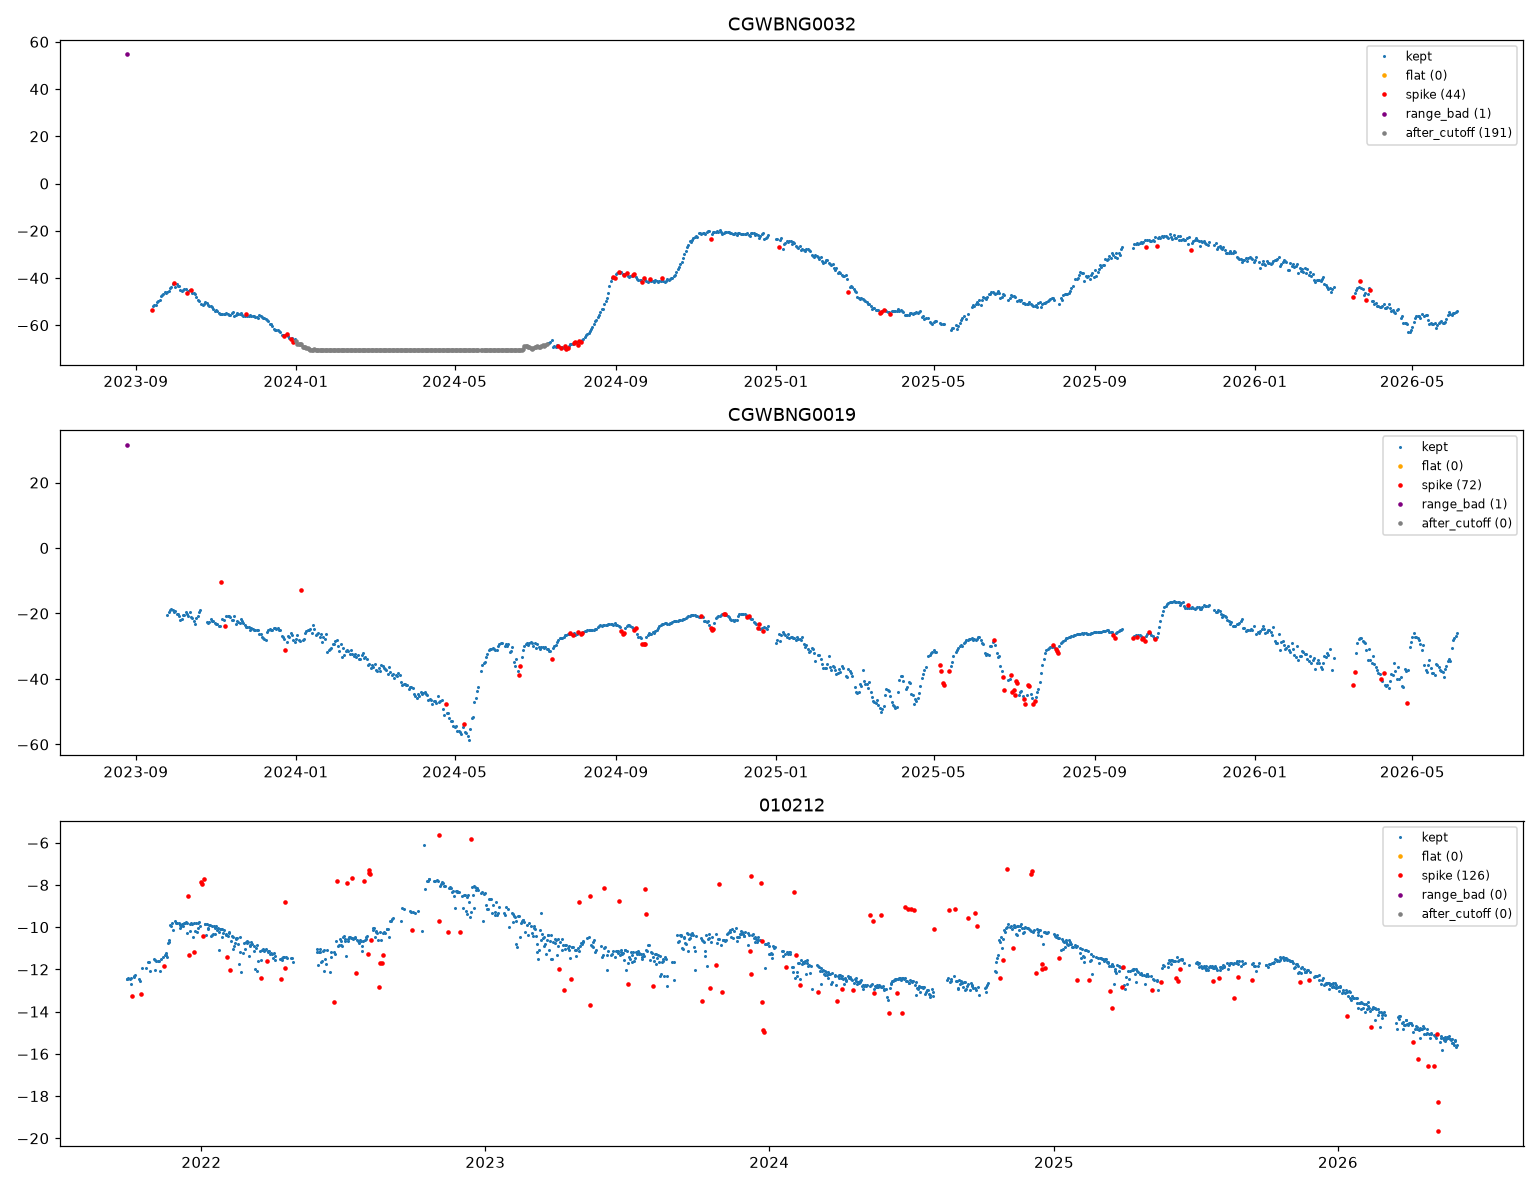 CGWBNG0032
60
40
20
0
−20
−40
−60
kept
flat (0)
spike (44)
range_bad (1)
after_cutoff (191)
2023-09 2024-01 2024-05 2024-09 2025-01 2025-05 2025-09 2026-01 2026-05
CGWBNG0019
20
0
−20
−40
−60
kept
flat (0)
spike (72)
range_bad (1)
after_cutoff (0)
2023-09 2024-01 2024-05 2024-09 2025-01 2025-05 2025-09 2026-01 2026-05
010212
−6
−8
−10
−12
−14
−16
−18
−20
kept
flat (0)
spike (126)
range_bad (0)
after_cutoff (0)
2022 2023 2024 2025 2026